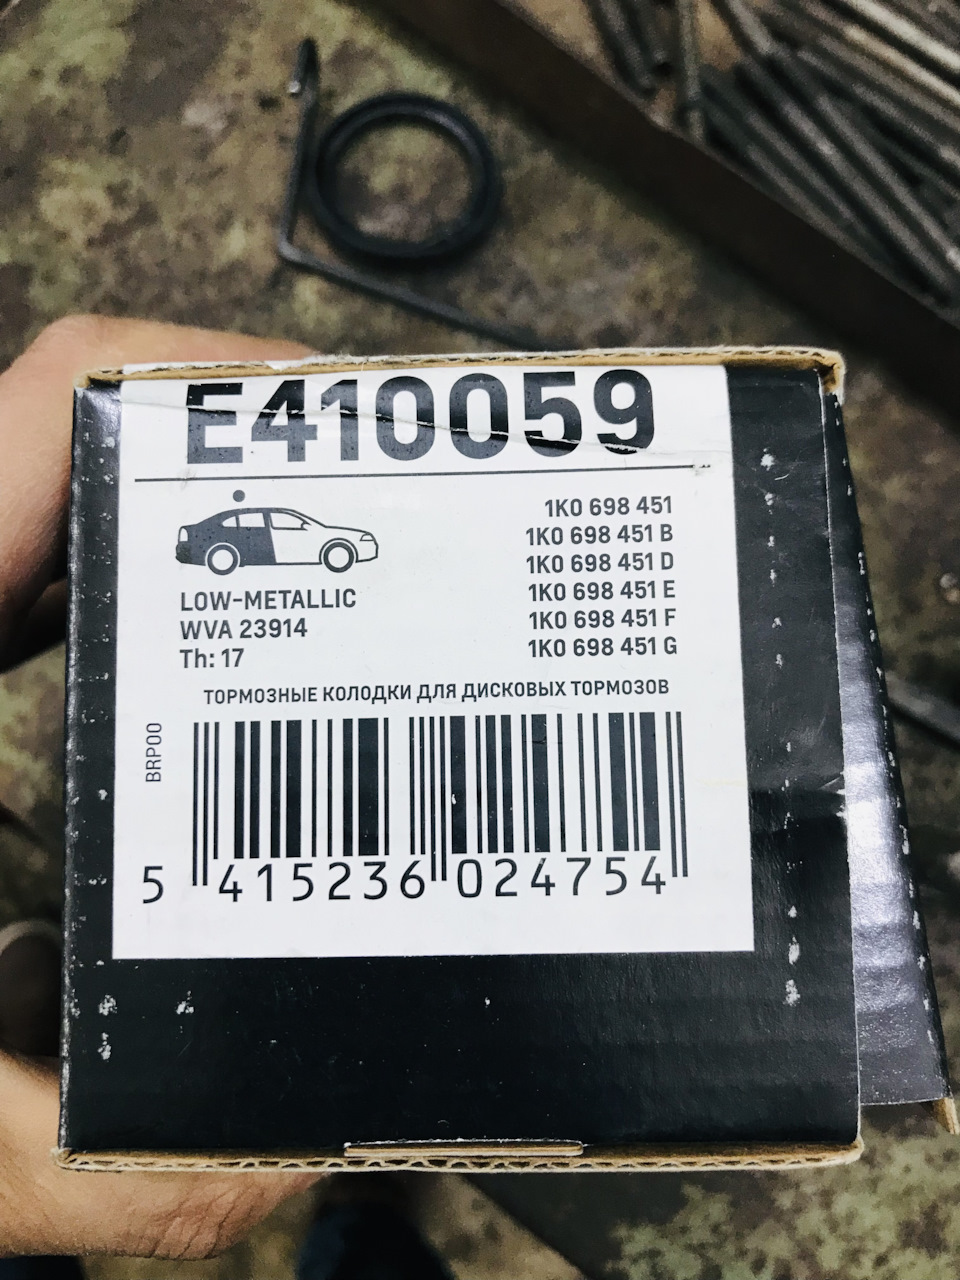 E410059
1K0 698 451
1K0 698 451 B
1K0 698 451 D
1K0 698 451 E
1K0 698 451 F
1K0 698 451 G
LOW-METALLIC
WVA 23914
Th: 17
ТОРМОЗНЫЕ КОЛОДКИ ДЛЯ ДИСКОВЫХ ТОРМОЗОВ
BRP00
5 415236 024754